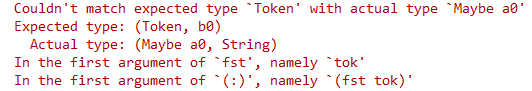 Couldn't match expected type `Token' with actual type `Maybe a0'
Expected type: (Token, b0)
Actual type: (Maybe a0, String)
In the first argument of `fst', namely `tok'
In the first argument of `(:)', namely `(fst tok)'